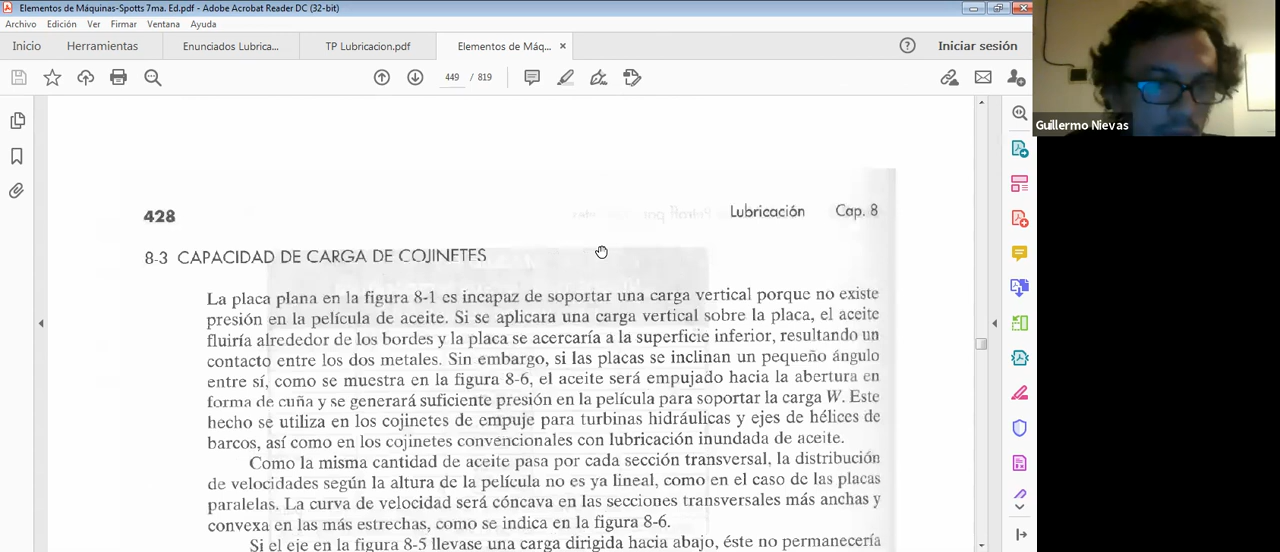 Elementos de Máquinas-Spotts 7ma. Ed.pdf - Adobe Acrobat Reader DC (32-bit)
Archivo Edición Ver Firmar Ventana Ayuda
Inicio Herramientas Enunciados Lubrica... TP Lubricacion.pdf Elementos de Máq... × Iniciar sesión
449 / 819
Guillermo Nievas
428 Lubricación Cap. 8
8-3 CAPACIDAD DE CARGA DE COJINETES
La placa plana en la figura 8-1 es incapaz de soportar una carga vertical porque no existe
presión en la película de aceite. Si se aplicara una carga vertical sobre la placa, el aceite
fluiría alrededor de los bordes y la placa se acercaría a la superficie inferior, resultando un
contacto entre los dos metales. Sin embargo, si las placas se inclinan un pequeño ángulo
entre sí, como se muestra en la figura 8-6, el aceite será empujado hacia la abertura en
forma de cuña y se generará suficiente presión en la película para soportar la carga W. Este
hecho se utiliza en los cojinetes de empuje para turbinas hidráulicas y ejes de hélices de
barcos, así como en los cojinetes convencionales con lubricación inundada de aceite.
Como la misma cantidad de aceite pasa por cada sección transversal, la distribución
de velocidades según la altura de la película no es ya lineal, como en el caso de las placas
paralelas. La curva de velocidad será cóncava en las secciones transversales más anchas y
convexa en las más estrechas, como se indica en la figura 8-6.
Si el eje en la figura 8-5 llevase una carga dirigida hacia abajo, éste no permanecería